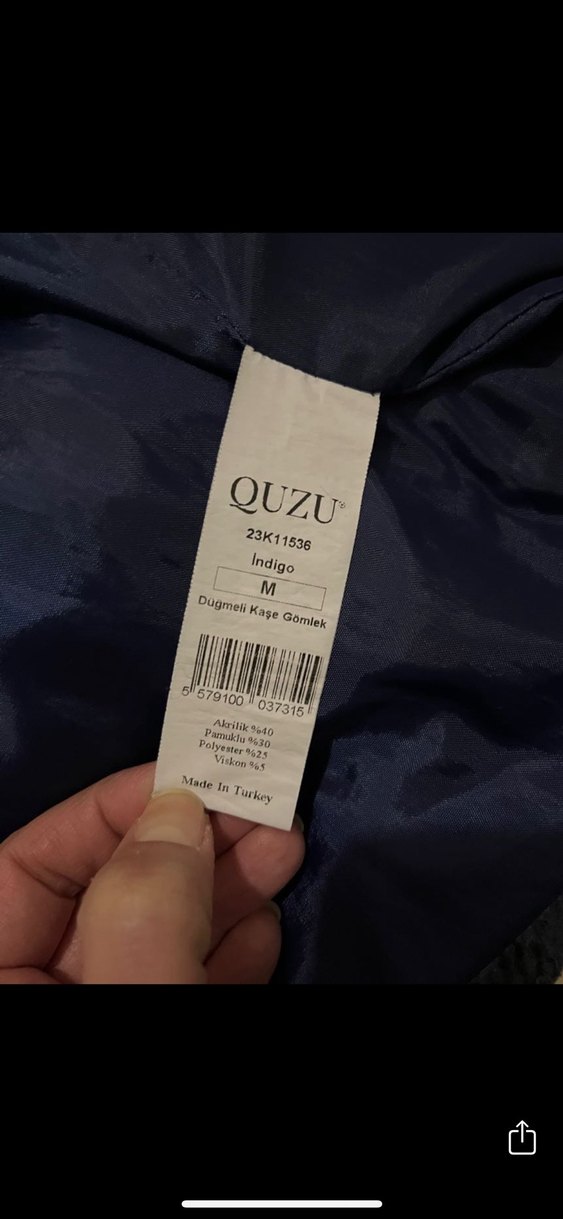 QUZU®
23K11536
İndigo
M
Düğmeli Kaşe Gömlek
5 579100 037315
Akrilik %40
Pamuklu %30
Polyester %25
Viskon %5
Made In Turkey